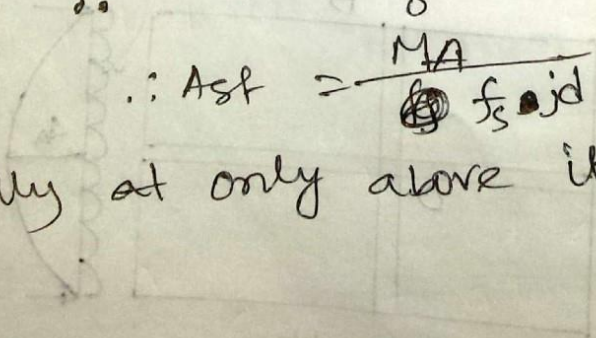 ∴ Ast = MA / fs . jd
at only above